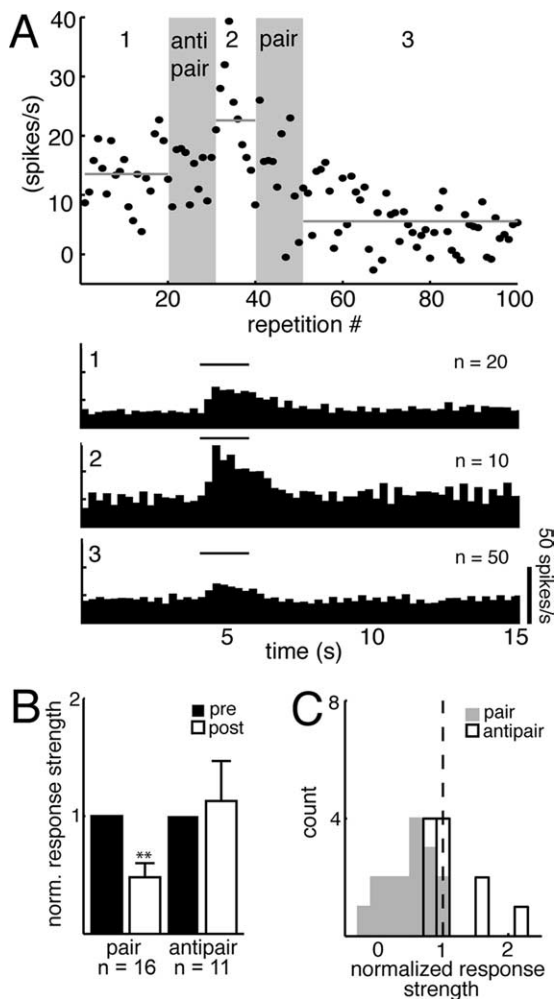 A
40
30
20
10
0
(spikes/s)
1
anti
pair
2
pair
3
0
20
40
60
80
100
repetition #
1
n = 20
2
n = 10
3
n = 50
50 spikes/s
5
10
15
time (s)
B
2
1
norm. response strength
pre
post
**
pair
n = 16
antipair
n = 11
C
8
4
count
pair
antipair
0
1
2
normalized response
strength